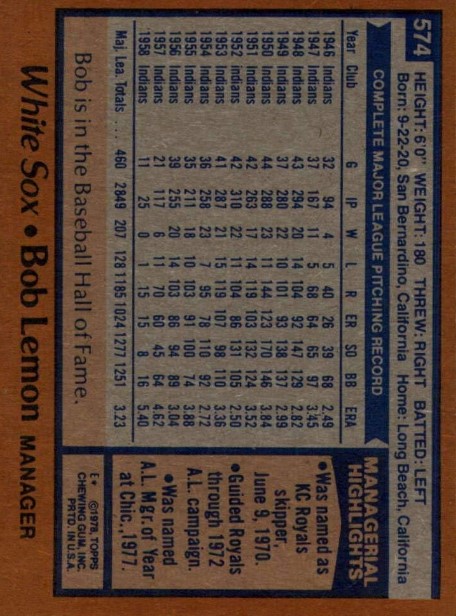 574
HEIGHT: 6'0" WEIGHT: 180 THREW: RIGHT BATTED: LEFT
Born: 9-22-20, San Bernardino, California Home: Long Beach, California
COMPLETE MAJOR LEAGUE PITCHING RECORD
Year Club G IP W L R ER SO BB ERA
1946 Indians 32 94 4 5 40 26 39 68 2.49
1947 Indians 37 167 11 5 68 64 65 97 3.45
1948 Indians 43 294 20 14 104 92 147 129 2.82
1949 Indians 37 280 22 10 101 93 138 137 2.99
1950 Indians 44 288 23 11 144 123 170 146 3.84
1951 Indians 42 263 17 14 119 103 132 124 3.52
1952 Indians 42 310 22 11 104 86 131 105 2.50
1953 Indians 41 287 21 15 119 107 98 110 3.36
1954 Indians 36 258 23 7 95 78 110 92 2.72
1955 Indians 35 211 18 10 103 91 100 74 3.88
1956 Indians 39 255 20 14 103 86 94 89 3.04
1957 Indians 21 117 6 11 70 60 45 64 4.62
1958 Indians 11 25 0 1 15 15 8 16 5.40
Maj. Lea. Totals .... 460 2849 207 128 1185 1024 1277 1251 3.23
Bob is in the Baseball Hall of Fame.
MANAGERIAL
HIGHLIGHTS
•Was named as
KC Royals
skipper,
June 9, 1970.
•Guided Royals
through 1972
A.L. campaign.
•Was named
A.L. Mgr. of Year
at Chic., 1977.
E* ©1978, TOPPS
CHEWING GUM, INC.
PRTD. IN U.S.A.
White Sox • Bob Lemon MANAGER